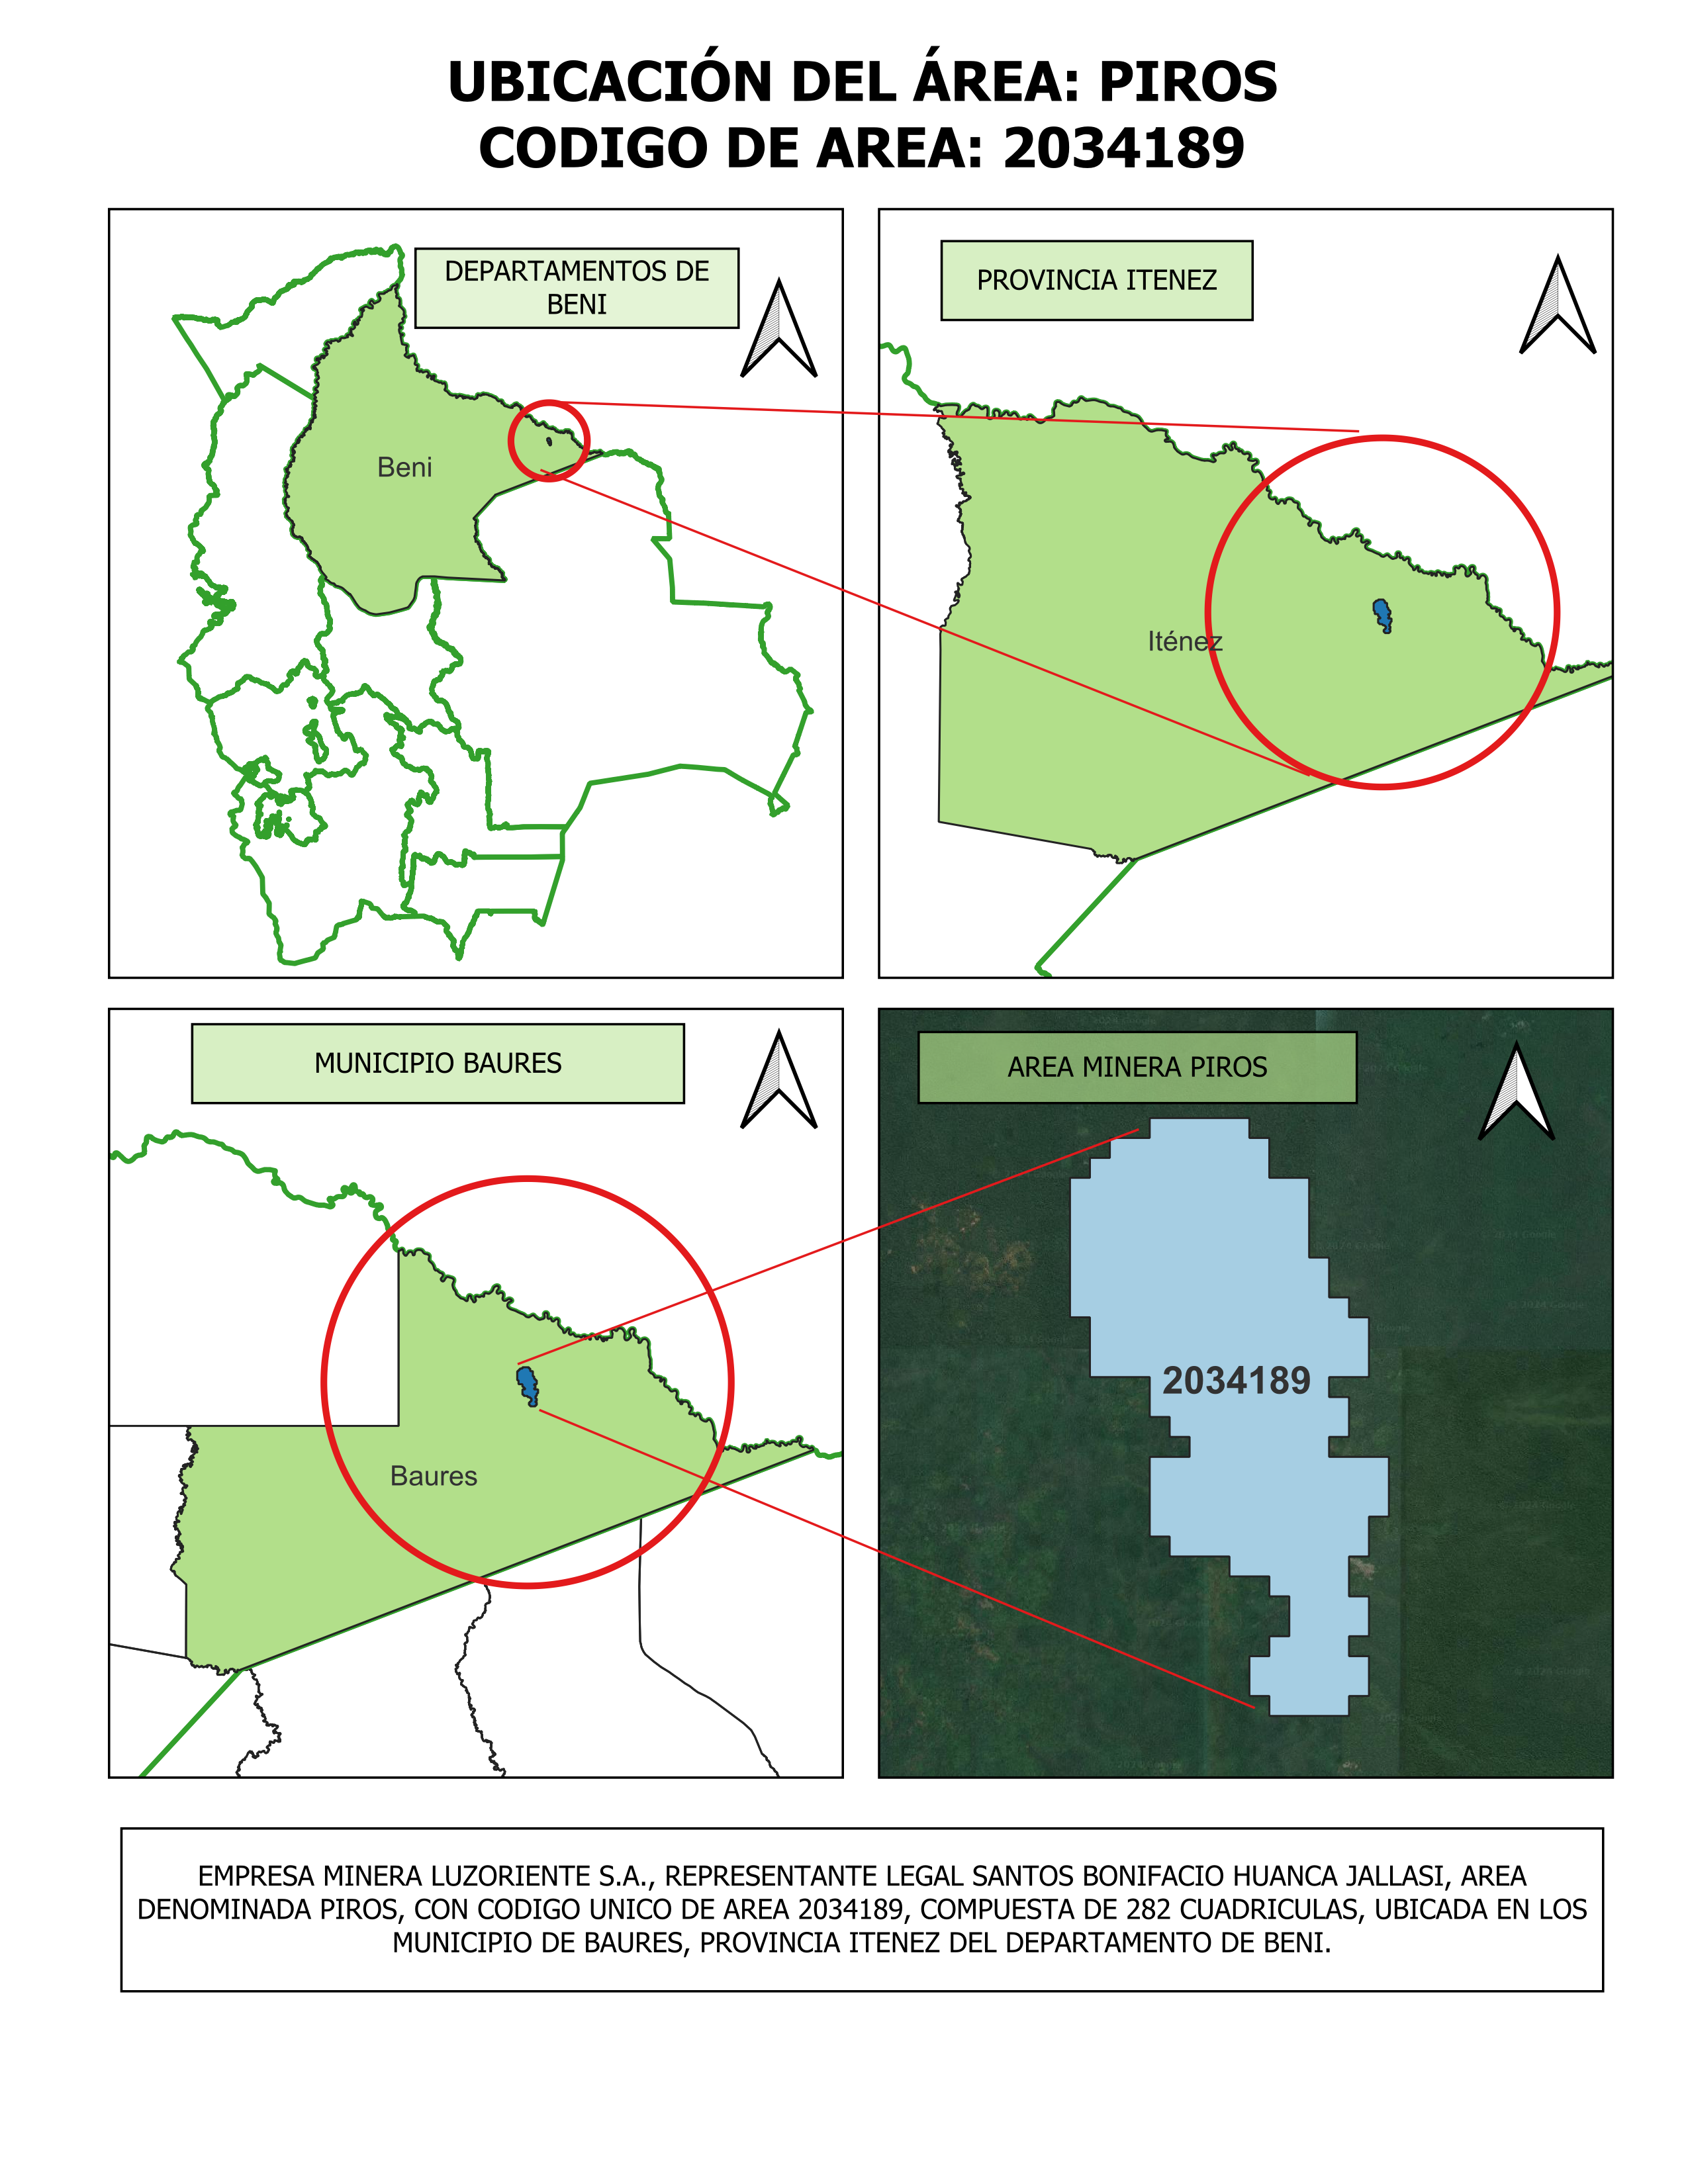 UBICACIÓN DEL ÁREA: PIROS
CODIGO DE AREA: 2034189
DEPARTAMENTOS DE
BENI
Beni
PROVINCIA ITENEZ
Iténez
MUNICIPIO BAURES
Baures
AREA MINERA PIROS
2034189
EMPRESA MINERA LUZORIENTE S.A., REPRESENTANTE LEGAL SANTOS BONIFACIO HUANCA JALLASI, AREA
DENOMINADA PIROS, CON CODIGO UNICO DE AREA 2034189, COMPUESTA DE 282 CUADRICULAS, UBICADA EN LOS
MUNICIPIO DE BAURES, PROVINCIA ITENEZ DEL DEPARTAMENTO DE BENI.